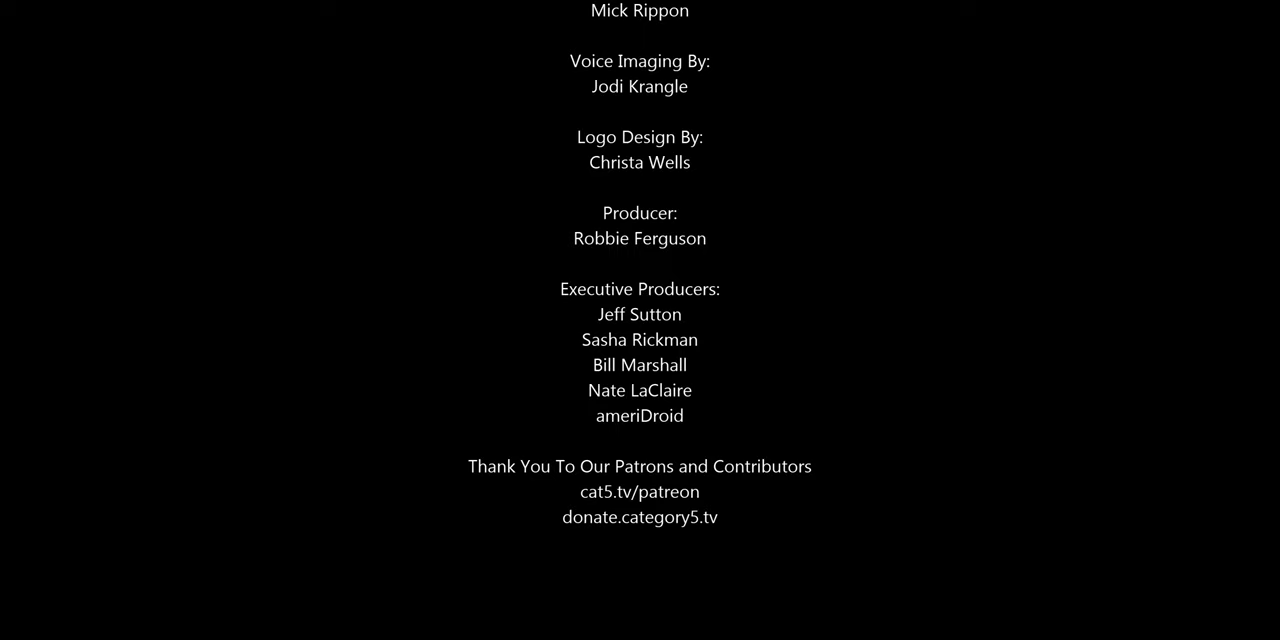 Mick Rippon
Voice Imaging By:
Jodi Krangle
Logo Design By:
Christa Wells
Producer:
Robbie Ferguson
Executive Producers:
Jeff Sutton
Sasha Rickman
Bill Marshall
Nate LaClaire
ameriDroid
Thank You To Our Patrons and Contributors
cat5.tv/patreon
donate.category5.tv